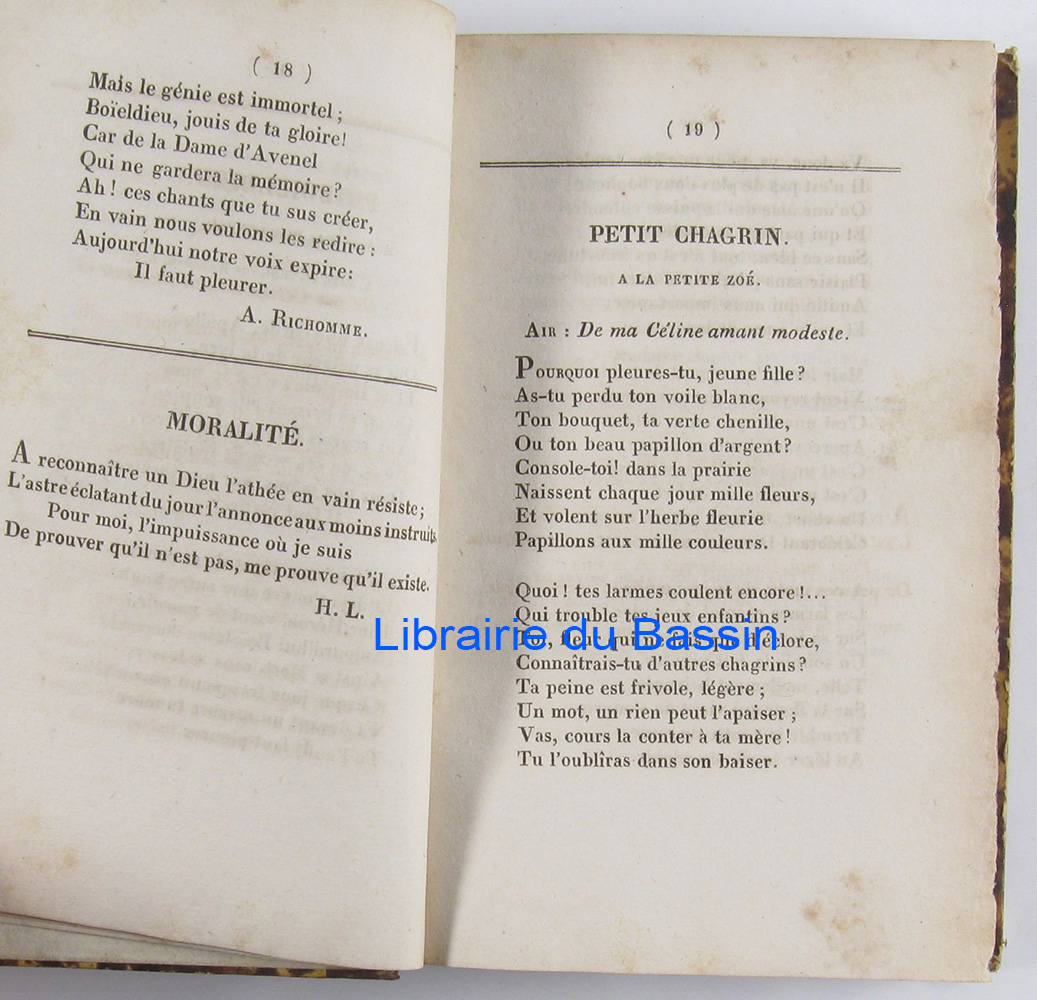 ( 18 )
Mais le génie est immortel ;
Boïeldieu, jouis de ta gloire!
Car de la Dame d'Avenel
Qui ne gardera la mémoire ?
Ah ! ces chants que tu sus créer,
En vain nous voulons les redire :
Aujourd'hui notre voix expire:
Il faut pleurer.
A. RICHOMME.
MORALITÉ.
A reconnaître un Dieu l'athée en vain résiste;
L'astre éclatant du jour l'annonce aux moins instruits.
Pour moi, l'impuissance où je suis
De prouver qu'il n'est pas, me prouve qu'il existe.
H. L.
( 19 )
PETIT CHAGRIN.
A LA PETITE ZOÉ.
AIR : De ma Céline amant modeste.
POURQUOI pleures-tu, jeune fille ?
As-tu perdu ton voile blanc,
Ton bouquet, ta verte chenille,
Ou ton beau papillon d'argent ?
Console-toi! dans la prairie
Naissent chaque jour mille fleurs,
Et volent sur l'herbe fleurie
Papillons aux mille couleurs.
Quoi ! tes larmes coulent encore !...
Qui trouble tes jeux enfantins ?
Toi, fleur qui ne fais que d'éclore,
Connaîtrais-tu d'autres chagrins ?
Ta peine est frivole, légère ;
Un mot, un rien peut l'apaiser ;
Vas, cours la conter à ta mère !
Tu l'oublîras dans son baiser.
Librairie du Bassin